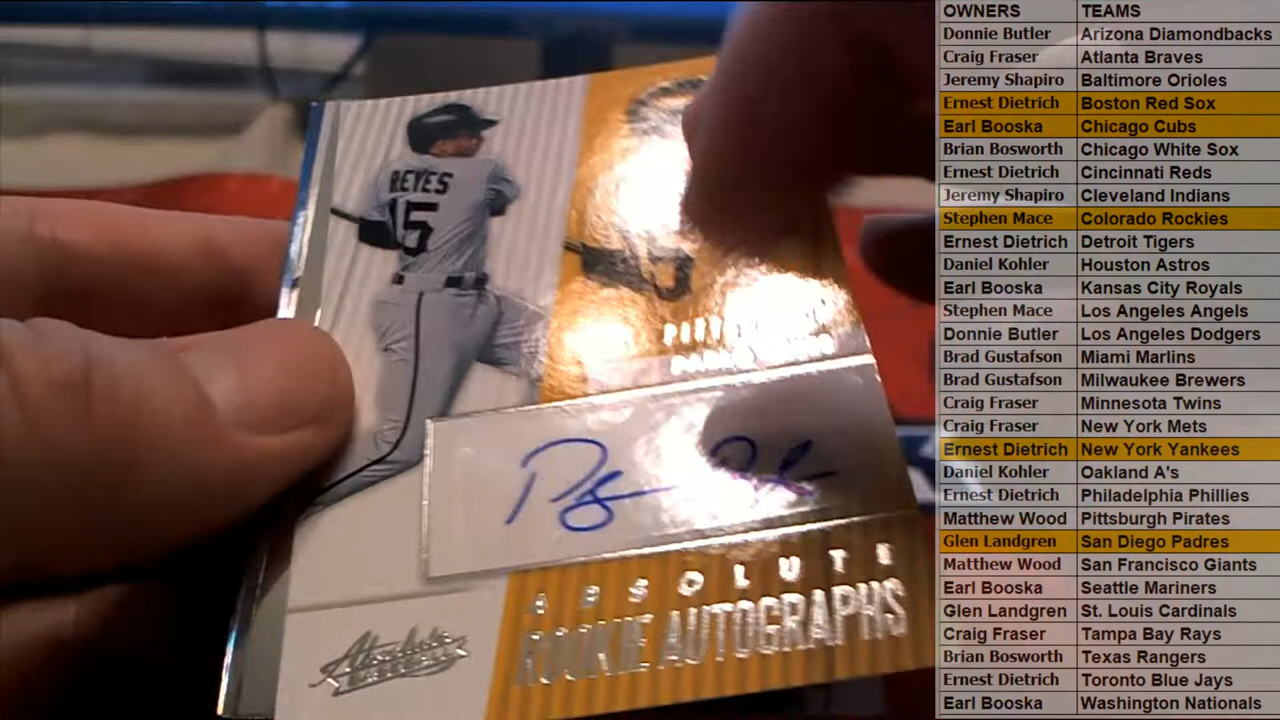 REYES
15
ABSOLUTE
ROOKIE AUTOGRAPHS
Absolute
BASEBALL
OWNERS TEAMS
Donnie Butler Arizona Diamondbacks
Craig Fraser Atlanta Braves
Jeremy Shapiro Baltimore Orioles
Ernest Dietrich Boston Red Sox
Earl Booska Chicago Cubs
Brian Bosworth Chicago White Sox
Ernest Dietrich Cincinnati Reds
Jeremy Shapiro Cleveland Indians
Stephen Mace Colorado Rockies
Ernest Dietrich Detroit Tigers
Daniel Kohler Houston Astros
Earl Booska Kansas City Royals
Stephen Mace Los Angeles Angels
Donnie Butler Los Angeles Dodgers
Brad Gustafson Miami Marlins
Brad Gustafson Milwaukee Brewers
Craig Fraser Minnesota Twins
Craig Fraser New York Mets
Ernest Dietrich New York Yankees
Daniel Kohler Oakland A's
Ernest Dietrich Philadelphia Phillies
Matthew Wood Pittsburgh Pirates
Glen Landgren San Diego Padres
Matthew Wood San Francisco Giants
Earl Booska Seattle Mariners
Glen Landgren St. Louis Cardinals
Craig Fraser Tampa Bay Rays
Brian Bosworth Texas Rangers
Ernest Dietrich Toronto Blue Jays
Earl Booska Washington Nationals